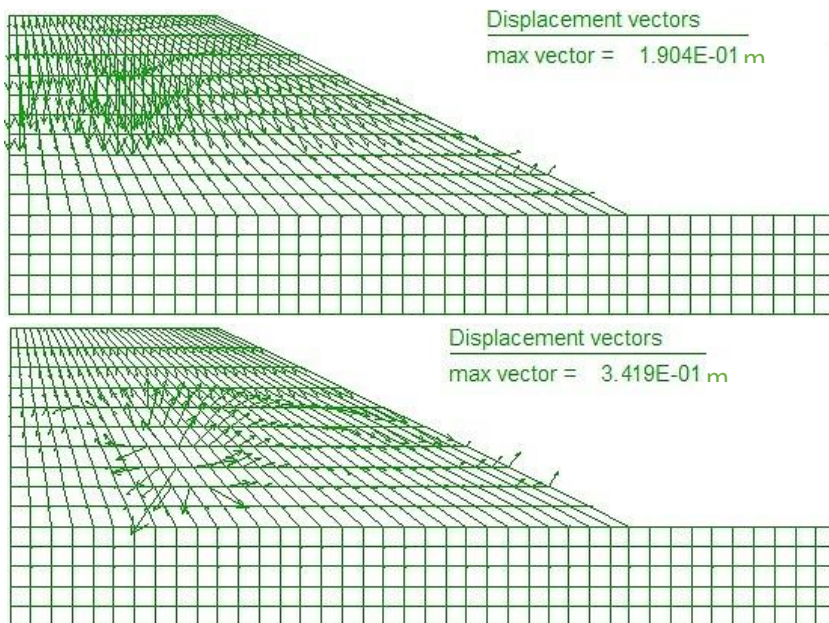 Displacement vectors
max vector = 1.904E-01 m
Displacement vectors
max vector = 3.419E-01 m